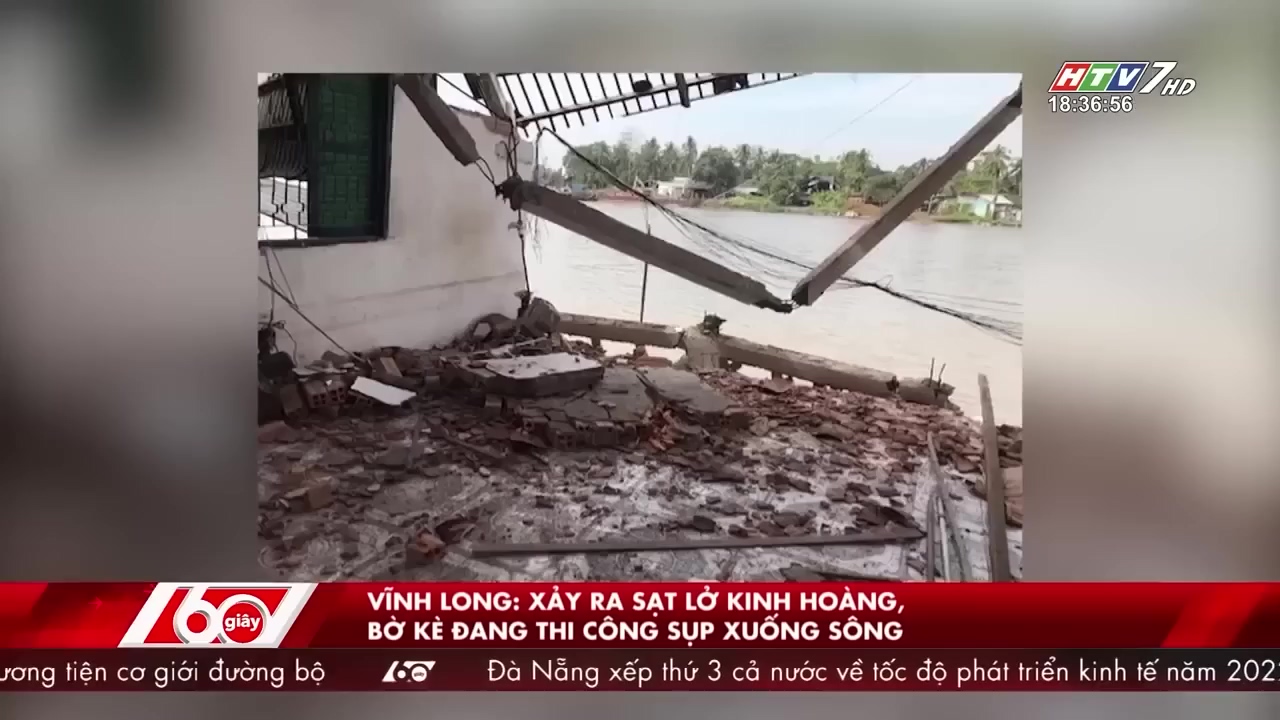 HTV7 HD
18:36:56
60 giây
VĨNH LONG: XẢY RA SẠT LỞ KINH HOÀNG,
BỜ KÈ ĐANG THI CÔNG SỤP XUỐNG SÔNG
ương tiện cơ giới đường bộ 60 Đà Nẵng xếp thứ 3 cả nước về tốc độ phát triển kinh tế năm 2022